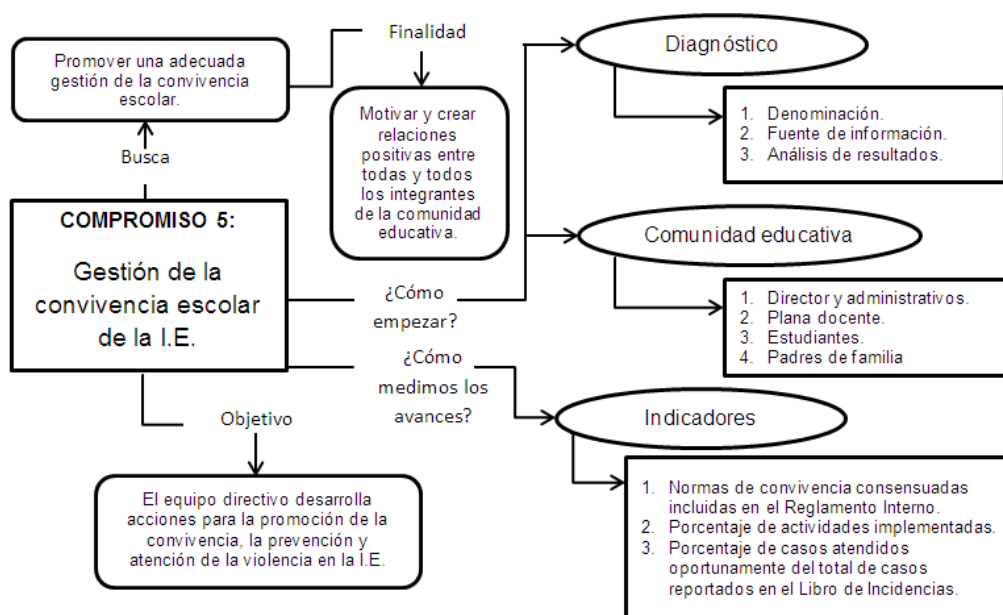 Promover una adecuada
gestión de la convivencia
escolar.
Finalidad
Motivar y crear
relaciones
positivas entre
todas y todos
los integrantes
de la comunidad
educativa.
Busca
COMPROMISO 5:
Gestión de la
convivencia escolar
de la I.E.
¿Cómo
empezar?
¿Cómo
medimos los
avances?
Objetivo
El equipo directivo desarrolla
acciones para la promoción de la
convivencia, la prevención y
atención de la violencia en la I.E.
Diagnóstico
1. Denominación.
2. Fuente de información.
3. Análisis de resultados.
Comunidad educativa
1. Director y administrativos.
2. Plana docente.
3. Estudiantes.
4. Padres de familia
Indicadores
1. Normas de convivencia consensuadas
incluidas en el Reglamento Interno.
2. Porcentaje de actividades implementadas.
3. Porcentaje de casos atendidos
oportunamente del total de casos
reportados en el Libro de Incidencias.